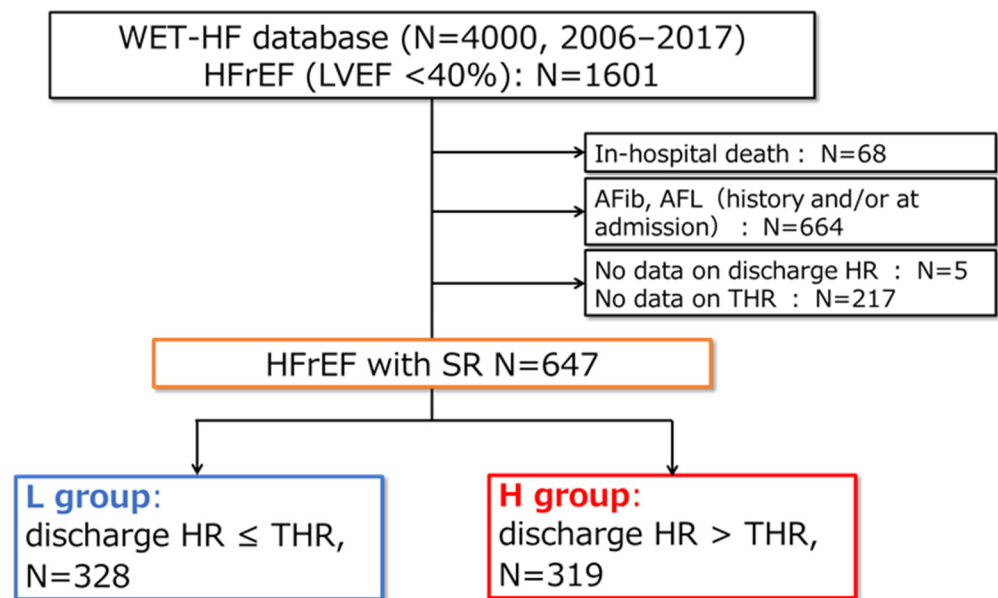 WET-HF database (N=4000, 2006–2017)
HFrEF (LVEF <40%): N=1601
In-hospital death : N=68
AFib, AFL（history and/or at
admission） : N=664
No data on discharge HR : N=5
No data on THR : N=217
HFrEF with SR N=647
L group:
discharge HR ≤ THR,
N=328
H group:
discharge HR > THR,
N=319